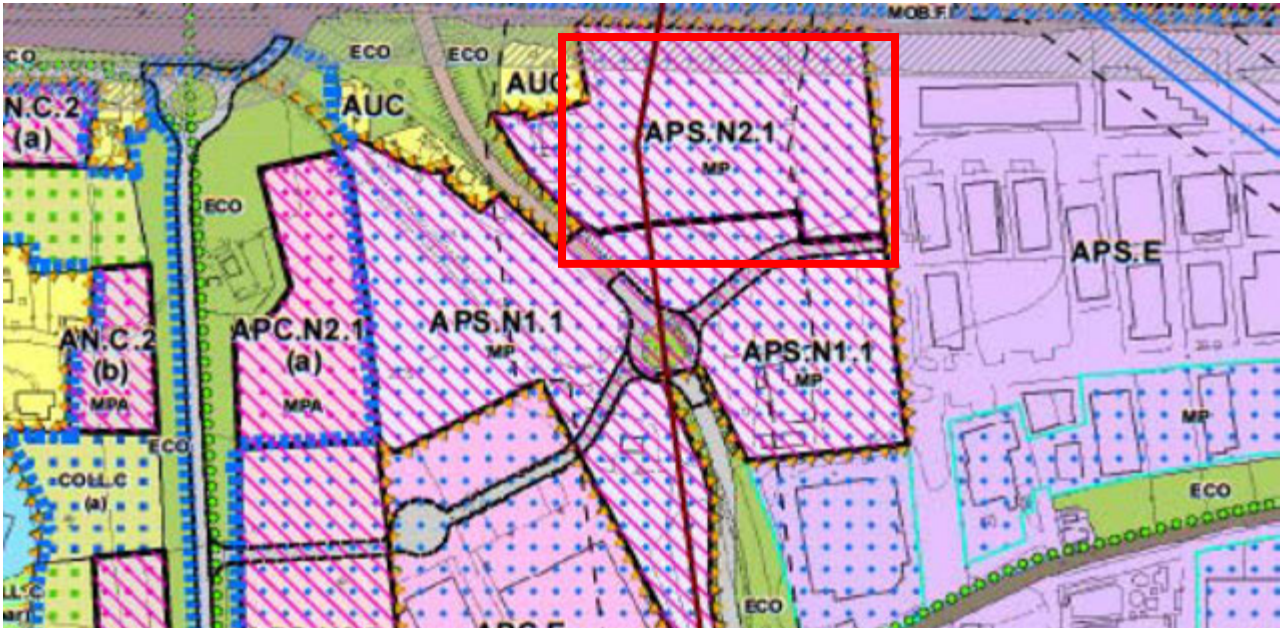 MOB.F.I
ECO
ECO
ECO
AUC
AUC
N.C.2
(a)
APS.N2.1
MP
ECO
APS.E
APS.N1.1
MP
APC.N2.1
(a)
MPA
AN.C.2
(b)
MPA
APS.N1.1
MP
MP
ECO
COLL.C
(a)
ECO
ECO